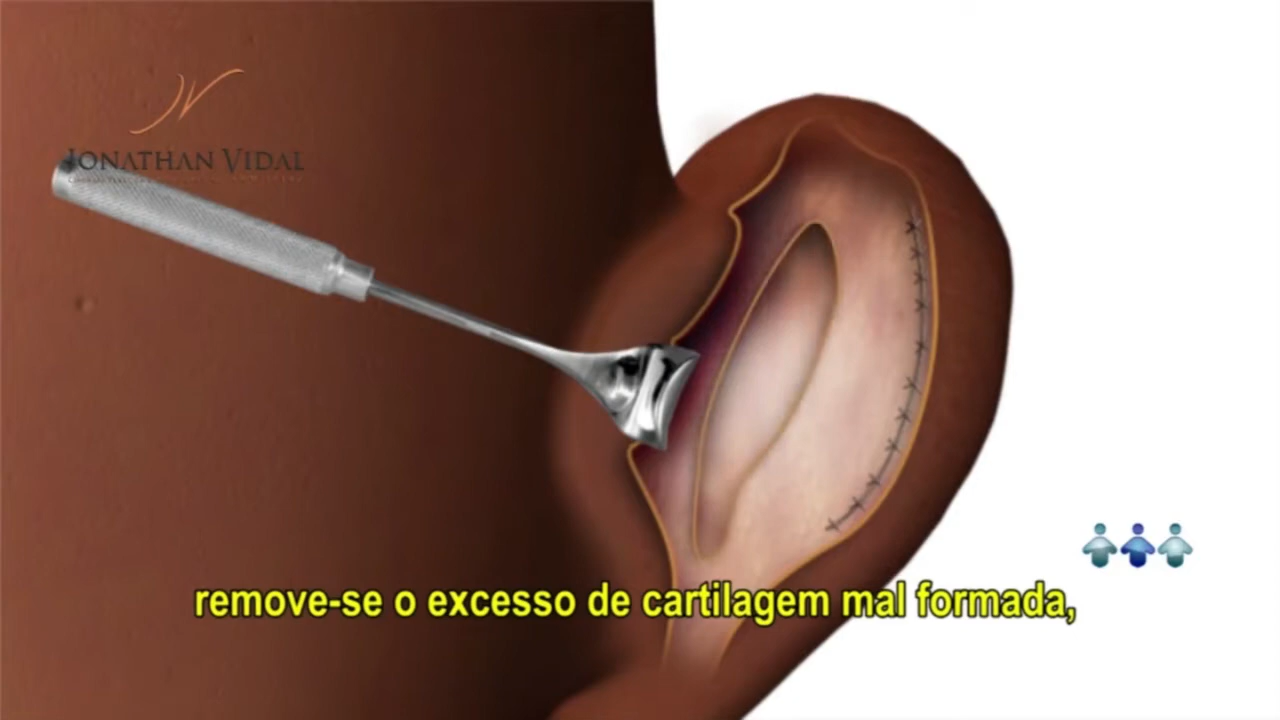 JONATHAN VIDAL
remove-se o excesso de cartilagem mal formada,